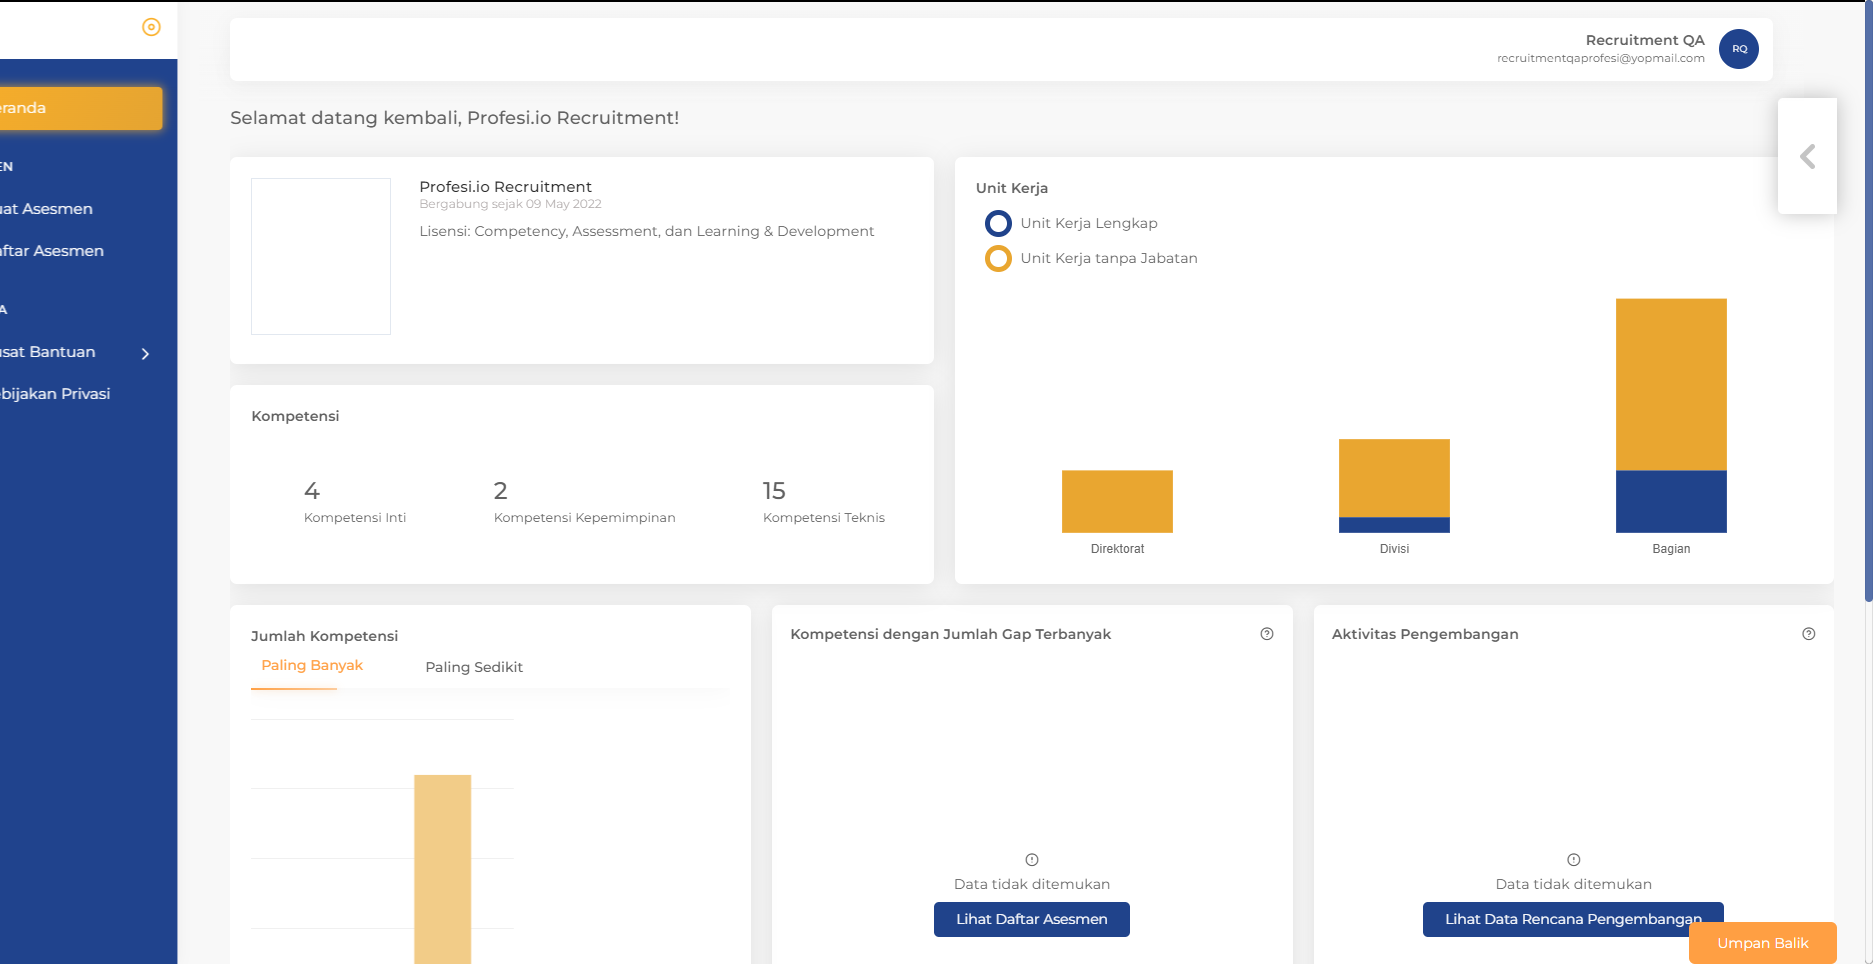 Recruitment QA
recruitmentqaprofesi@yopmail.com
RQ
eranda
EN
uat Asesmen
aftar Asesmen
A
usat Bantuan
ebijakan Privasi
Selamat datang kembali, Profesi.io Recruitment!
Profesi.io Recruitment
Bergabung sejak 09 May 2022
Lisensi: Competency, Assessment, dan Learning & Development
Unit Kerja
Unit Kerja Lengkap
Unit Kerja tanpa Jabatan
Direktorat
Divisi
Bagian
Kompetensi
4
Kompetensi Inti
2
Kompetensi Kepemimpinan
15
Kompetensi Teknis
Jumlah Kompetensi
Paling Banyak
Paling Sedikit
Kompetensi dengan Jumlah Gap Terbanyak
Data tidak ditemukan
Lihat Daftar Asesmen
Aktivitas Pengembangan
Data tidak ditemukan
Lihat Data Rencana Pengembangan
Umpan Balik